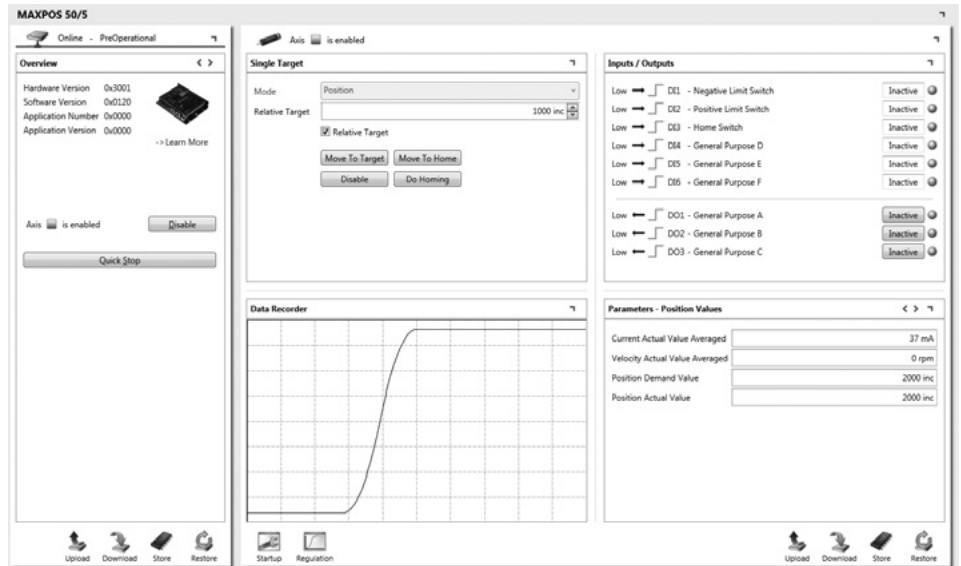 MAXPOS 50/5
Online - PreOperational
Overview
Hardware Version 0x3001
Software Version 0x0120
Application Number 0x0000
Application Version 0x0000
->Learn More
Axis is enabled Disable
Quick Stop
Upload Download Store Restore
Axis is enabled
Single Target
Mode Position
Relative Target 1000 inc
Relative Target
Move To Target Move To Home
Disable Do Homing
Inputs / Outputs
Low DI1 - Negative Limit Switch Inactive
Low DI2 - Positive Limit Switch Inactive
Low DI3 - Home Switch Inactive
Low DI4 - General Purpose D Inactive
Low DI5 - General Purpose E Inactive
Low DI6 - General Purpose F Inactive
Low DO1 - General Purpose A Inactive
Low DO2 - General Purpose B Inactive
Low DO3 - General Purpose C Inactive
Data Recorder
Parameters - Position Values
Current Actual Value Averaged 37 mA
Velocity Actual Value Averaged 0 rpm
Position Demand Value 2000 inc
Position Actual Value 2000 inc
Startup Regulation
Upload Download Store Restore